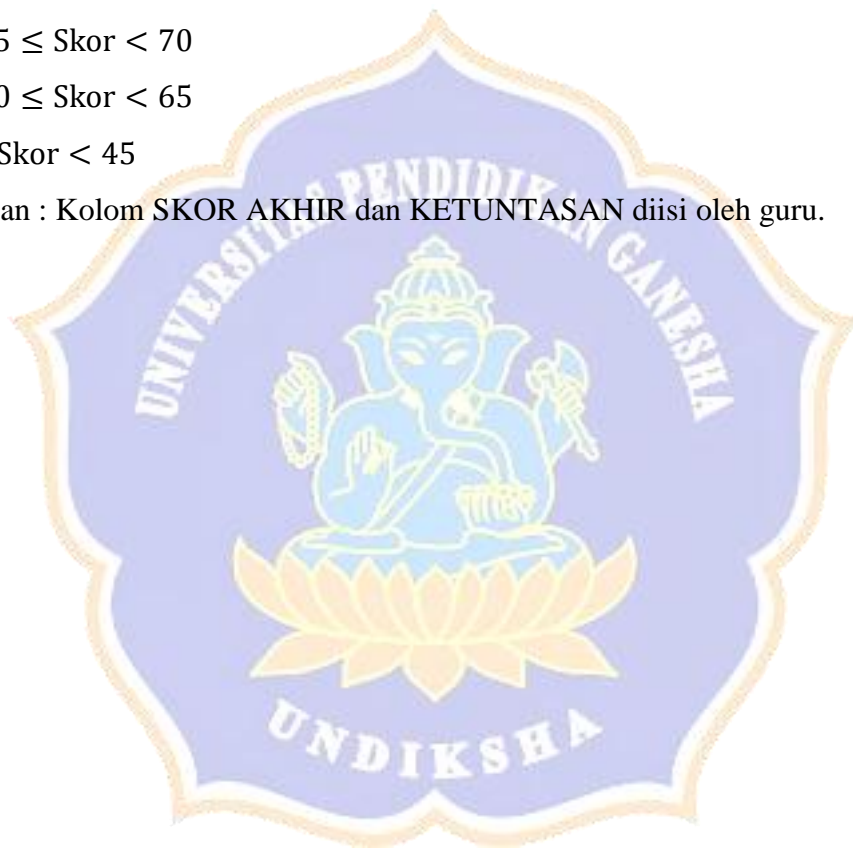 5 ≤ Skor < 70
0 ≤ Skor < 65
Skor < 45
an : Kolom SKOR AKHIR dan KETUNTASAN diisi oleh guru.
UNIVERSITAS PENDIDIKAN GANESHA
UNDIKSHA